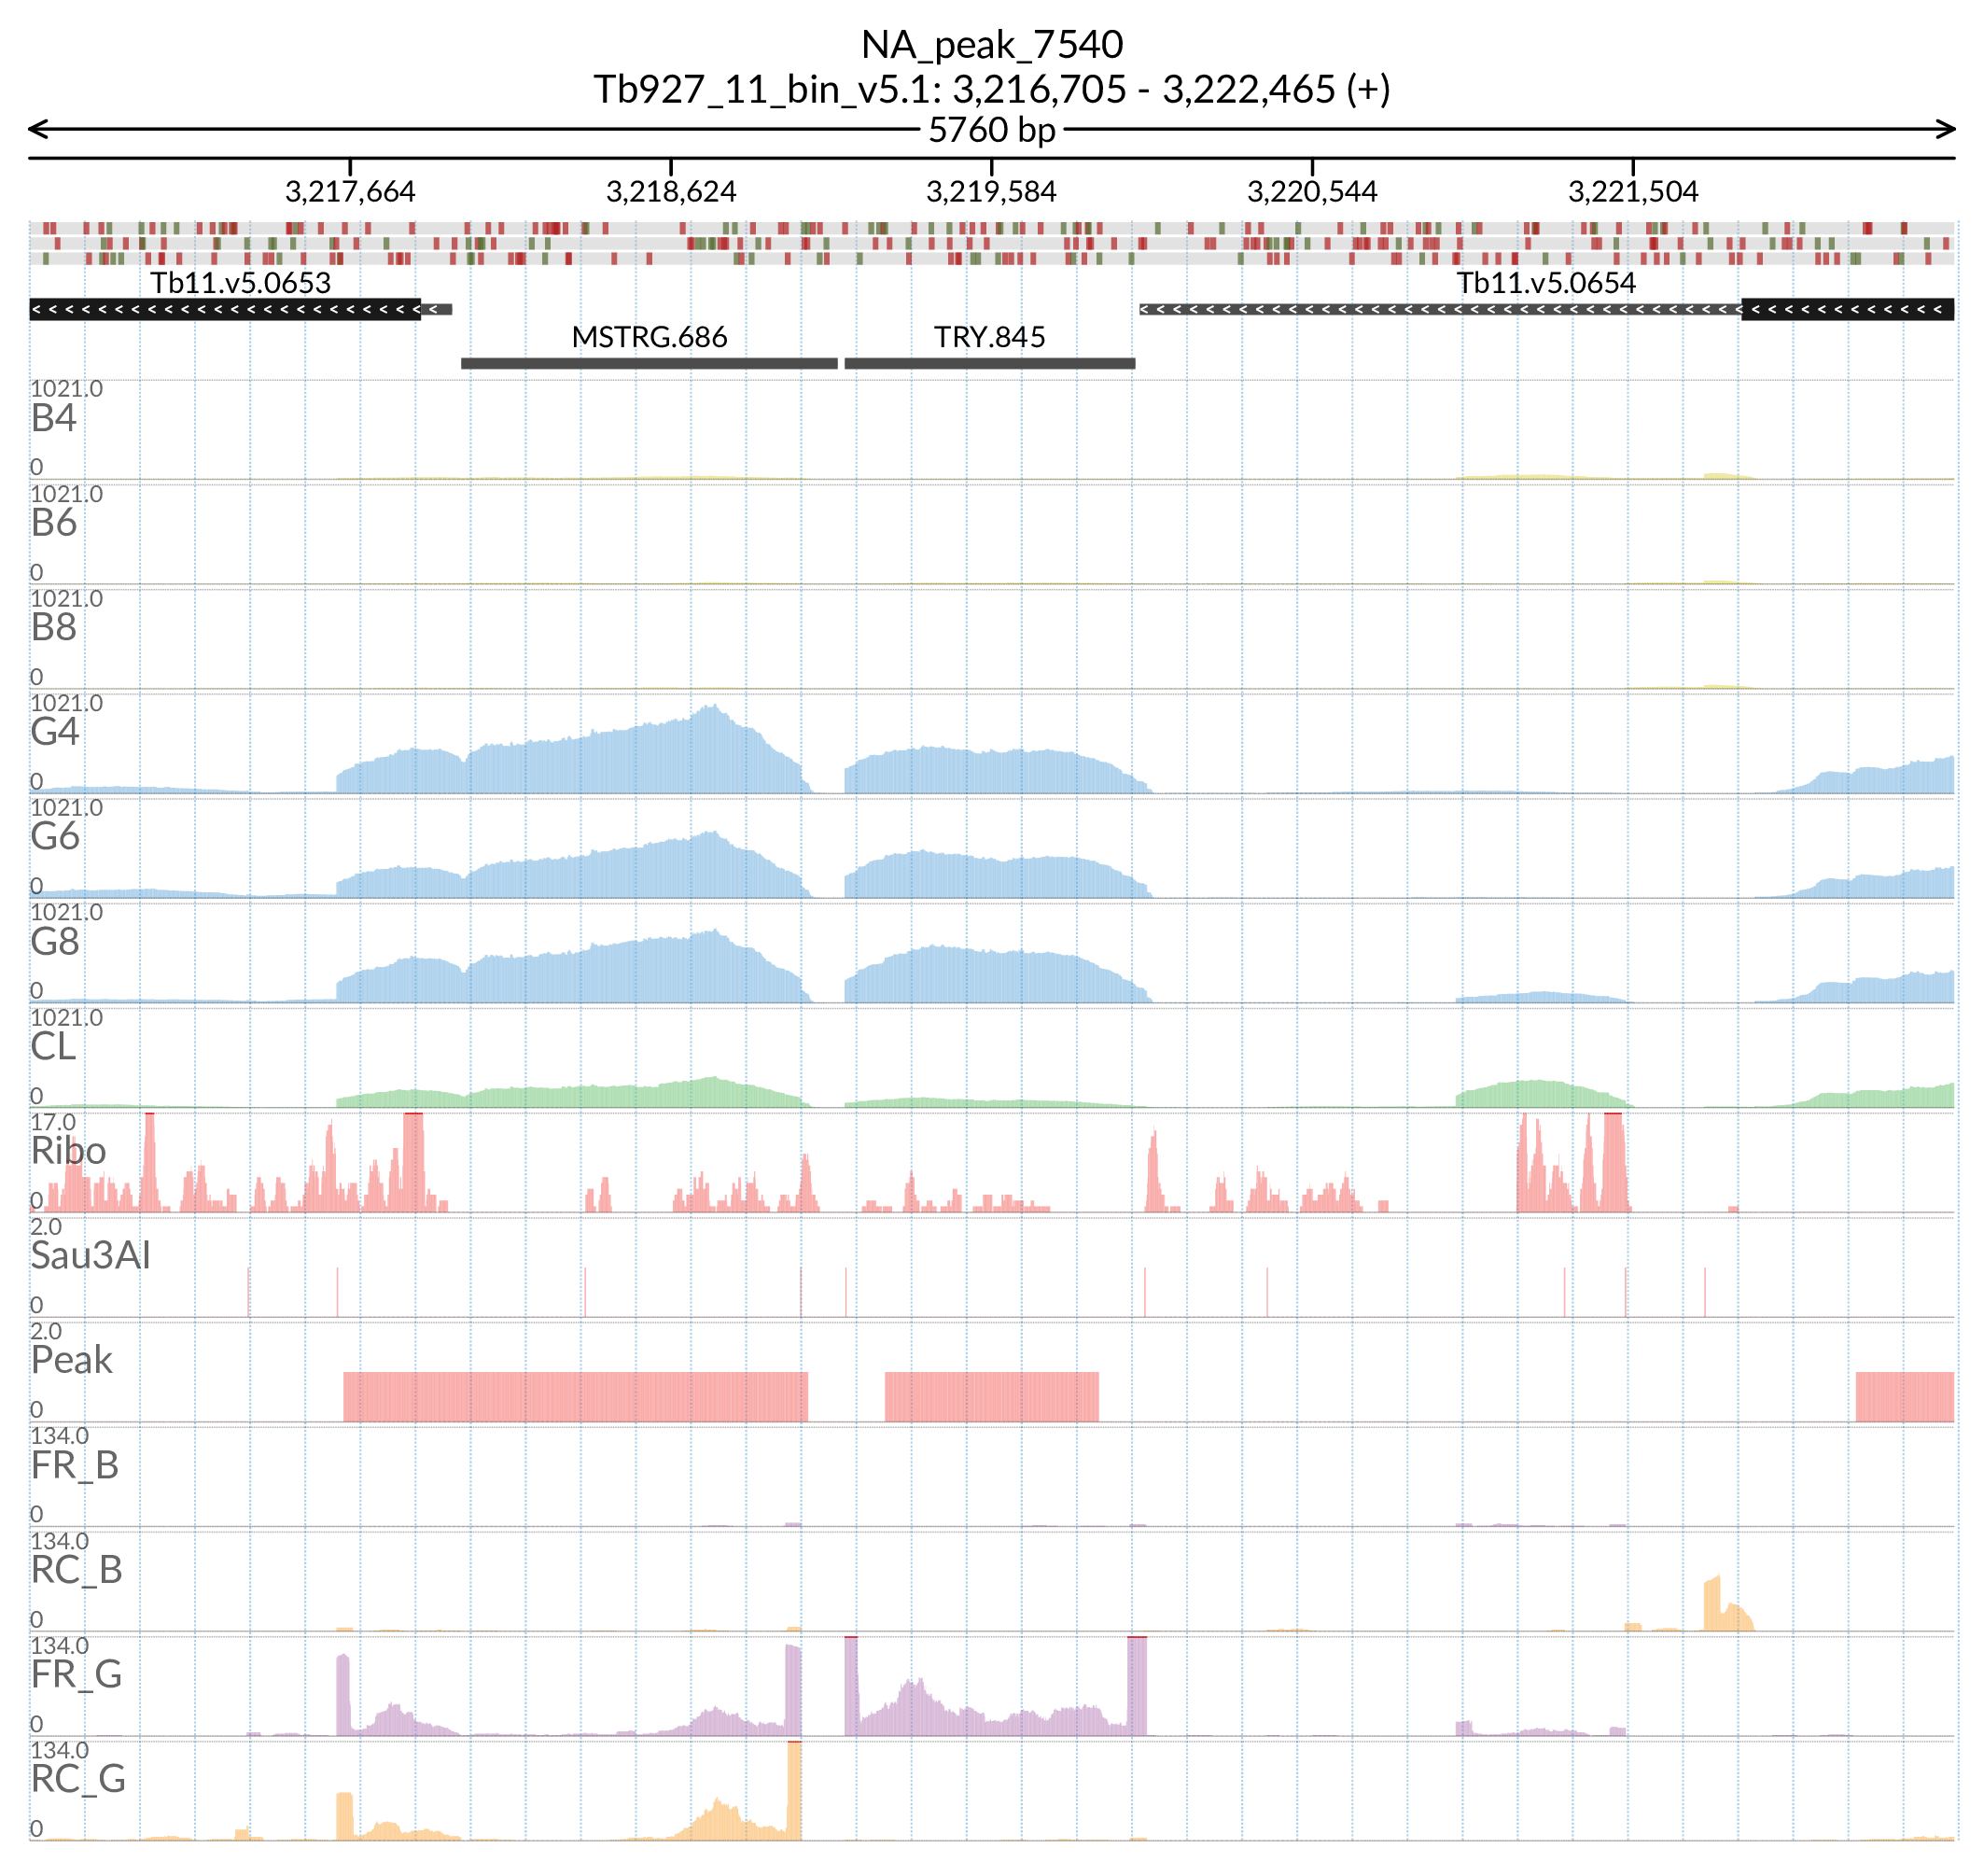 NA_peak_7540
Tb927_11_bin_v5.1: 3,216,705 - 3,222,465 (+)
5760 bp
3,217,664 3,218,624 3,219,584 3,220,544 3,221,504
Tb11.v5.0653 Tb11.v5.0654
MSTRG.686 TRY.845
1021.0
B4
0
1021.0
B6
0
1021.0
B8
0
1021.0
G4
0
1021.0
G6
0
1021.0
G8
0
1021.0
CL
0
17.0
Ribo
0
2.0
Sau3AI
0
2.0
Peak
0
134.0
FR_B
0
134.0
RC_B
0
134.0
FR_G
0
134.0
RC_G
0